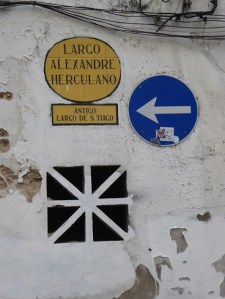 LARGO
ALEXANDRE
HERCULANO
ANTIGO
LARGO DE S. TIAGO